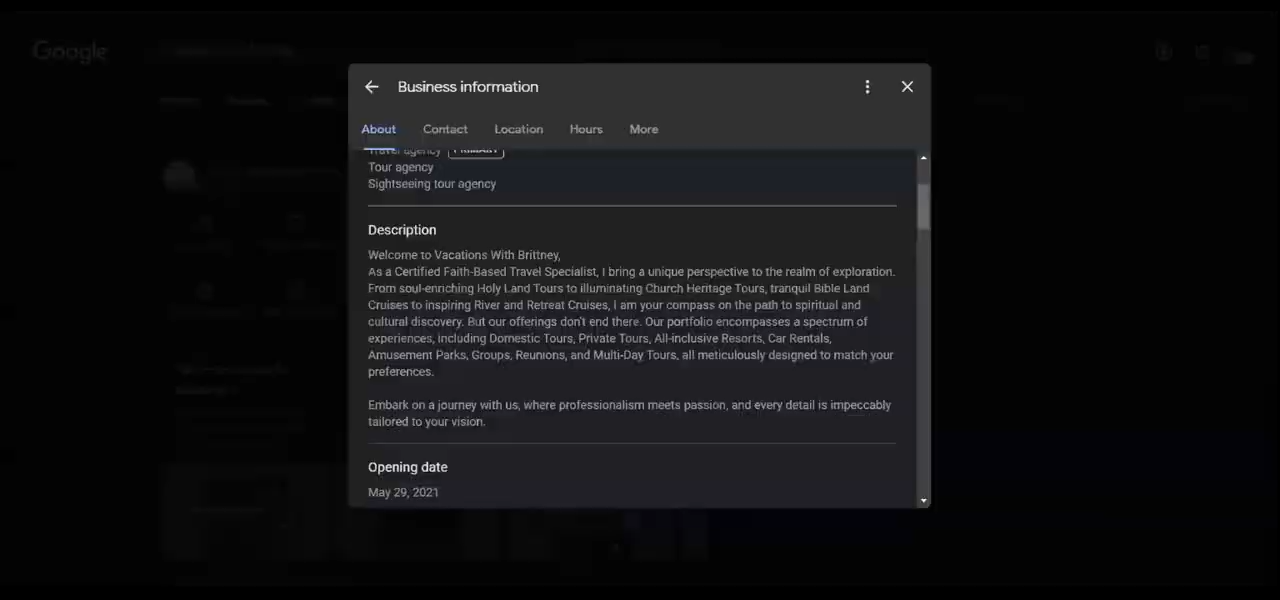 Google
Business information
About Contact Location Hours More
Travel agency PRIMARY
Tour agency
Sightseeing tour agency
Description
Welcome to Vacations With Brittney,
As a Certified Faith-Based Travel Specialist, I bring a unique perspective to the realm of exploration.
From soul-enriching Holy Land Tours to illuminating Church Heritage Tours, tranquil Bible Land
Cruises to inspiring River and Retreat Cruises, I am your compass on the path to spiritual and
cultural discovery. But our offerings don't end there. Our portfolio encompasses a spectrum of
experiences, including Domestic Tours, Private Tours, All-inclusive Resorts, Car Rentals,
Amusement Parks, Groups, Reunions, and Multi-Day Tours, all meticulously designed to match your
preferences.
Embark on a journey with us, where professionalism meets passion, and every detail is impeccably
tailored to your vision.
Opening date
May 29, 2021